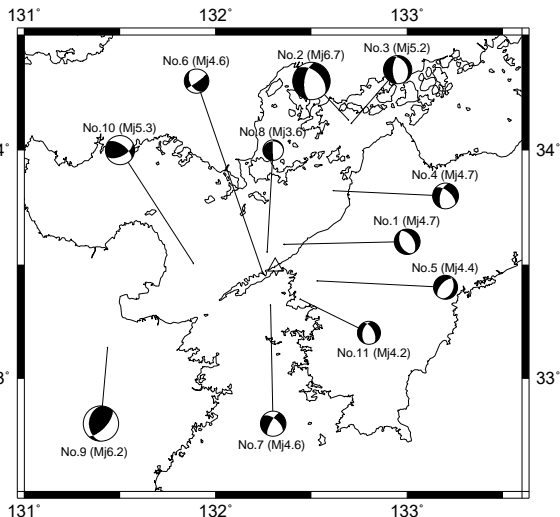 131° 132° 133°
No.2 (Mj6.7)
No.3 (Mj5.2)
No.6 (Mj4.6)
No.10 (Mj5.3)
No.8 (Mj3.6)
34°
No.4 (Mj4.7)
No.1 (Mj4.7)
No.5 (Mj4.4)
No.11 (Mj4.2)
33°
No.9 (Mj6.2)
No.7 (Mj4.6)
131° 132° 133°